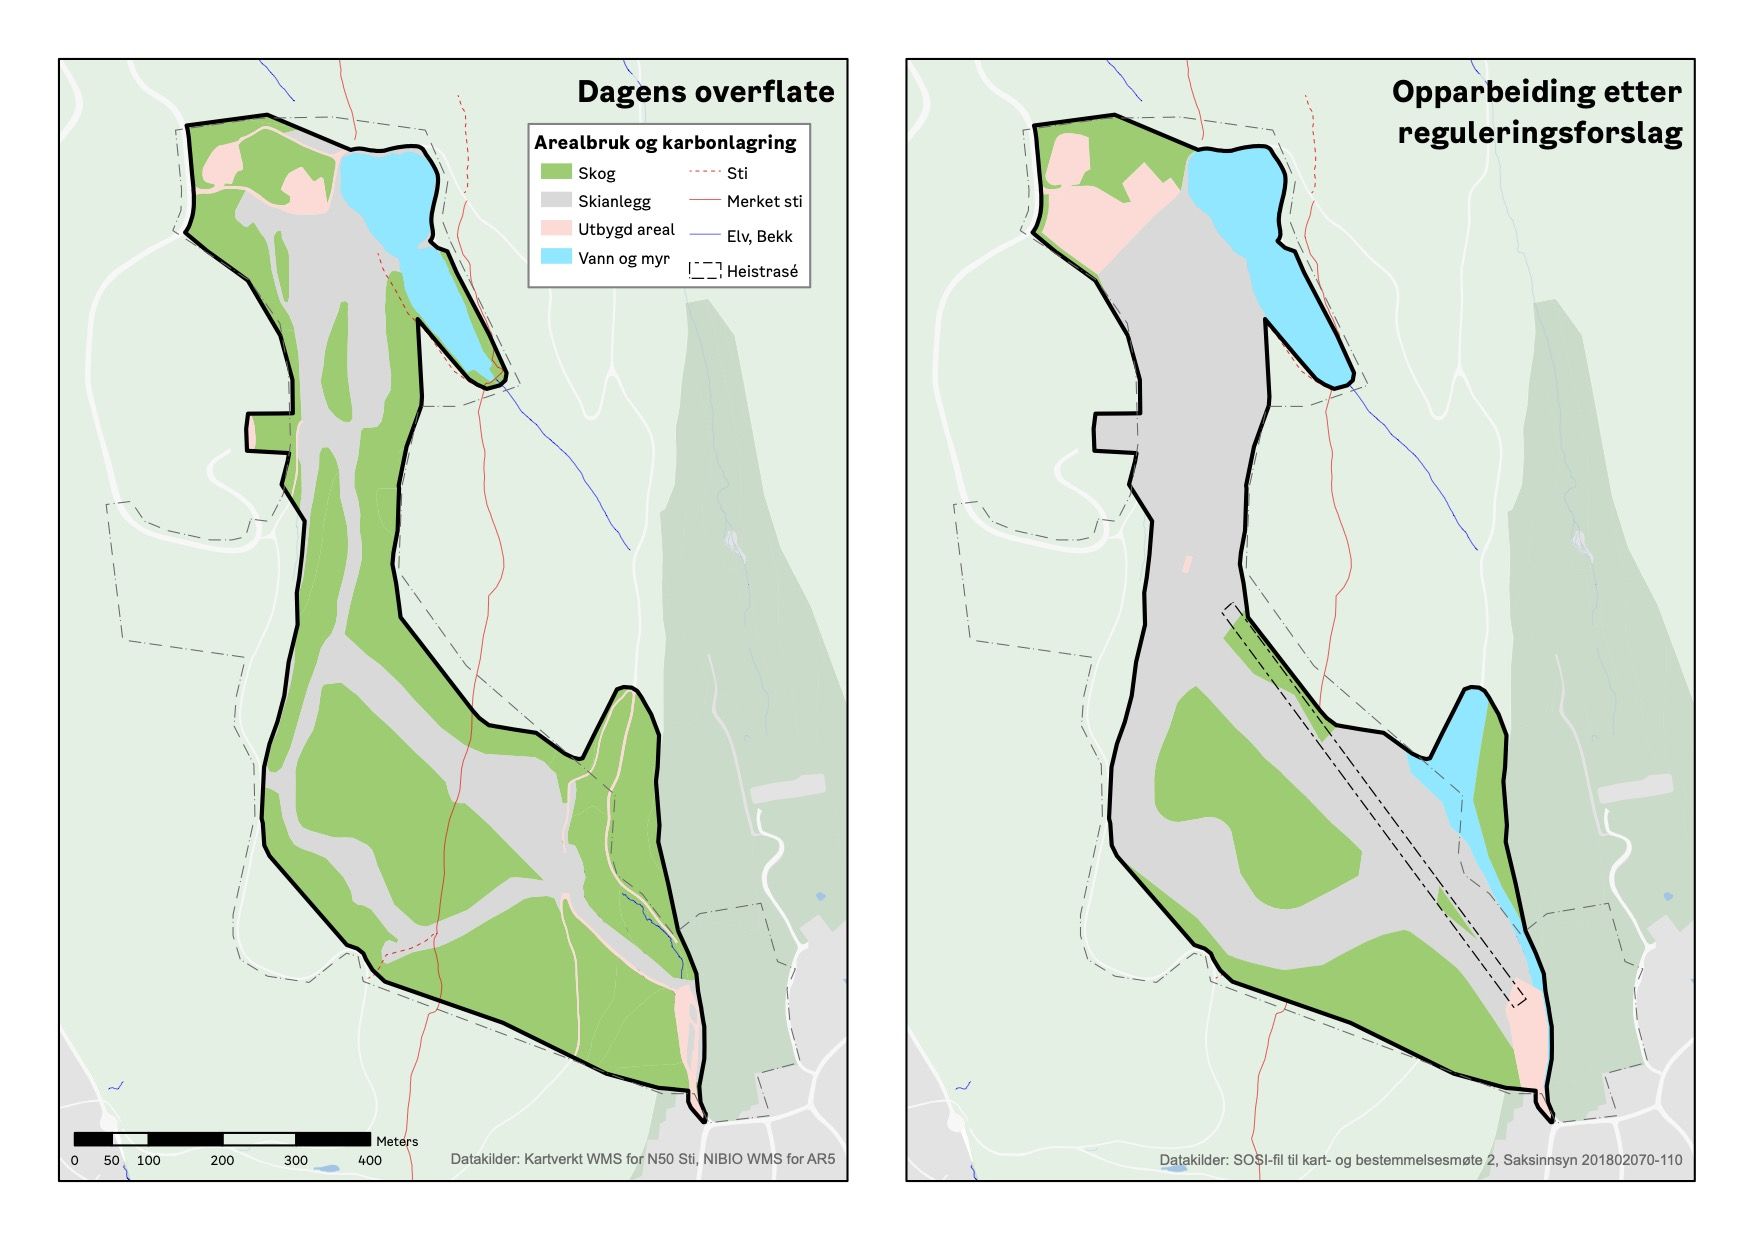 Dagens overflate
Arealbruk og karbonlagring
Skog
Skianlegg
Utbygd areal
Vann og myr
Sti
Merket sti
Elv, Bekk
Heistrasé
Meters
0 50 100 200 300 400
Datakilder: Kartverkt WMS for N50 Sti, NIBIO WMS for AR5
Opparbeiding etter
reguleringsforslag
Datakilder: SOSI-fil til kart- og bestemmelsesmøte 2, Saksinnsyn 201802070-110